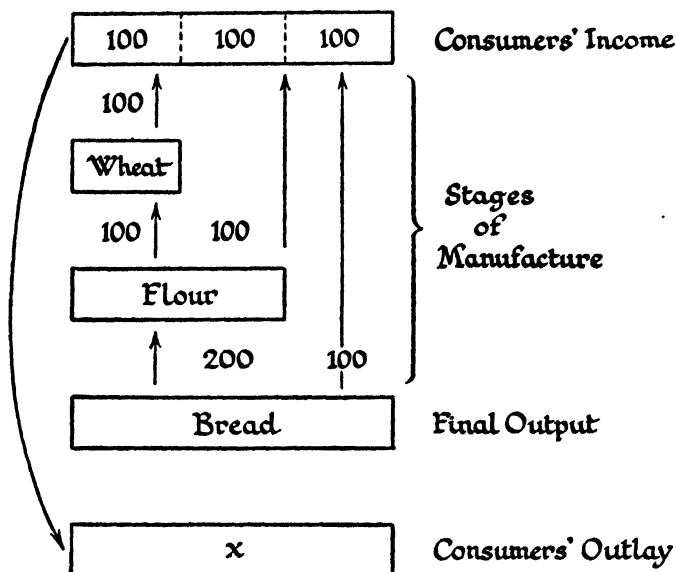 100 100 100 Consumers' Income
100
Wheat
Stages
of
Manufacture
100 100
Flour
200 100
Bread Final Output
x Consumers' Outlay